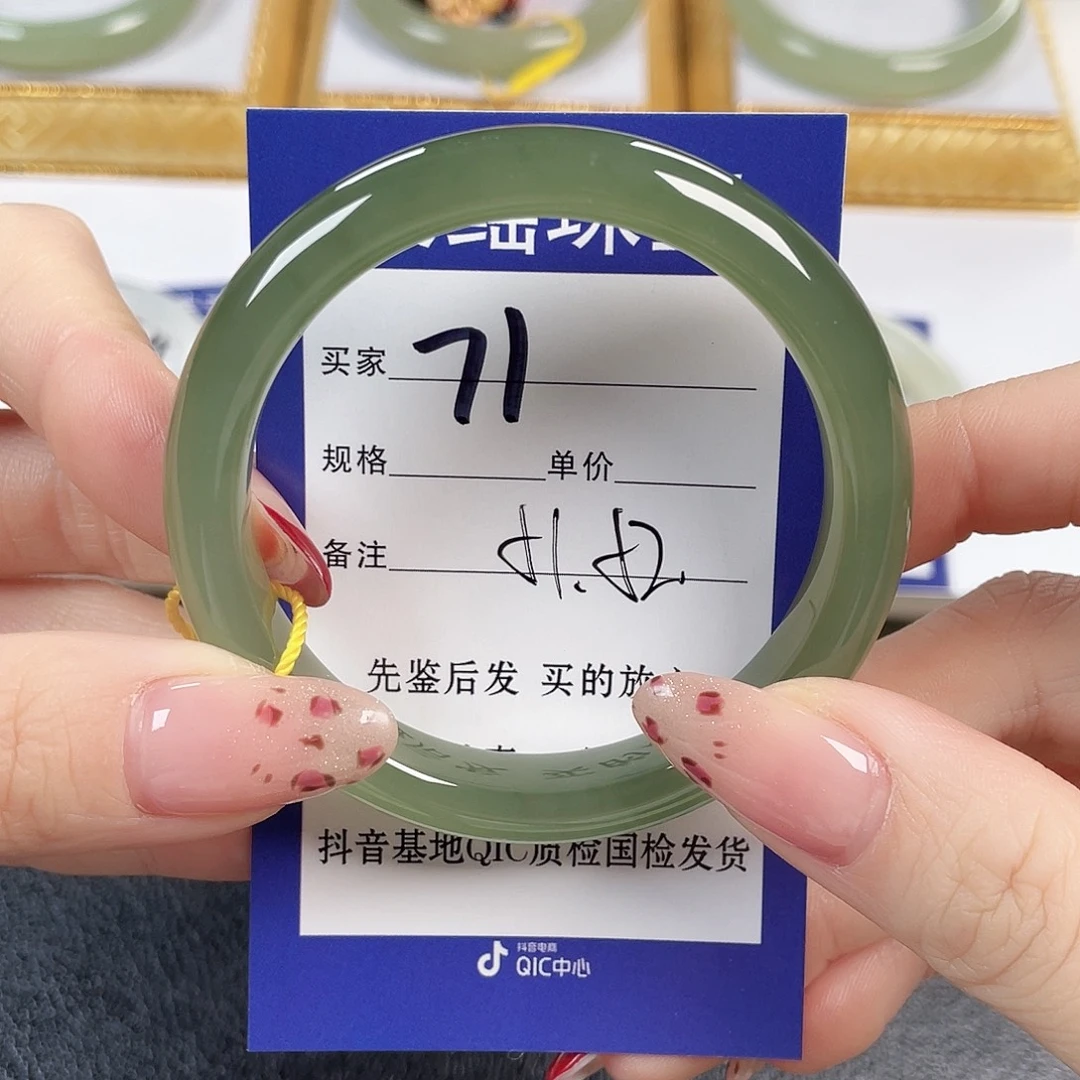 买家 71
规格 单价
备注
先鉴后发 买的放心
抖音基地QIC质检国检发货
抖音电商
QIC中心